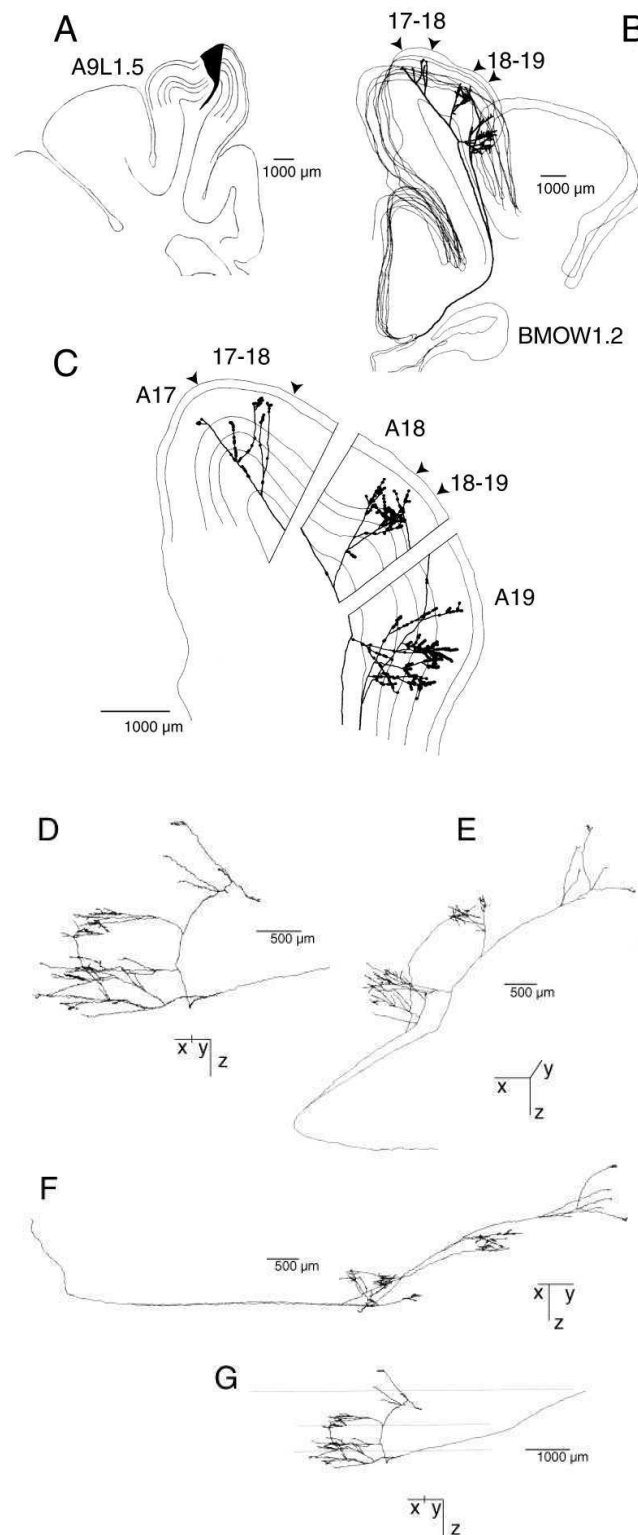 A
A9L1.5
1000 µm
B
17-18
18-19
1000 µm
BMOW1.2
C
17-18
A17
A18
18-19
A19
1000 µm
D
500 µm
x y
z
E
500 µm
y
x
z
F
500 µm
x y
z
G
1000 µm
x y
z